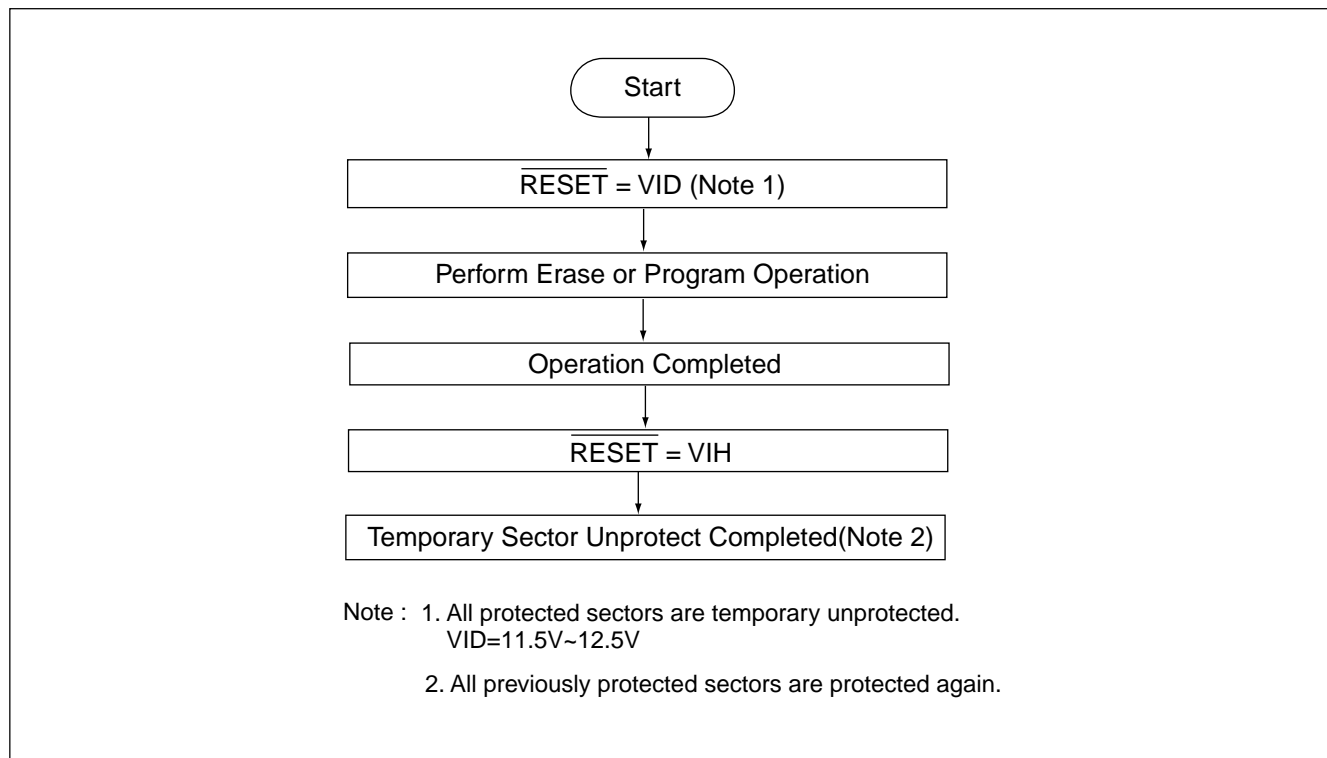 Start
RESET = VID (Note 1)
Perform Erase or Program Operation
Operation Completed
RESET = VIH
Temporary Sector Unprotect Completed(Note 2)
Note : 1. All protected sectors are temporary unprotected.
VID=11.5V~12.5V
2. All previously protected sectors are protected again.